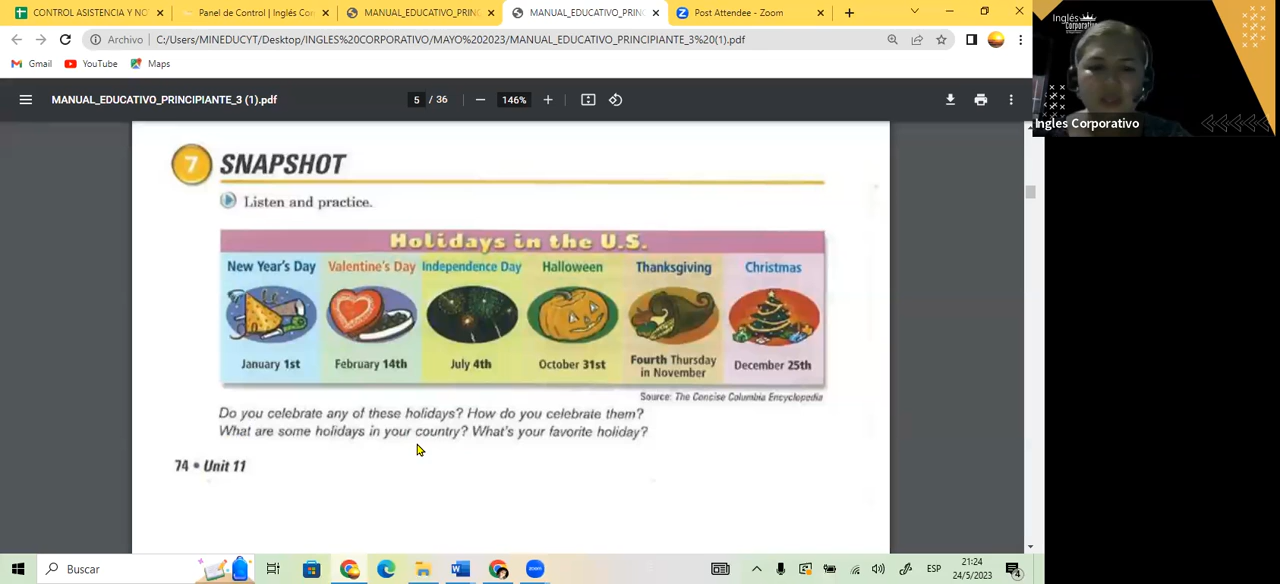 CONTROL ASISTENCIA Y NO
Panel de Control | Inglés Co
MANUAL_EDUCATIVO_PRIN
MANUAL_EDUCATIVO_PRIN
Post Attendee - Zoom
Archivo
C:/Users/MINEDUCYT/Desktop/INGLES%20CORPORATIVO/MAYO%202023/MANUAL_EDUCATIVO_PRINCIPIANTE_3%20(1).pdf
Gmail
YouTube
Maps
MANUAL_EDUCATIVO_PRINCIPIANTE_3 (1).pdf
5 / 36
146%
Inglés
Corporativo
Ingles Corporativo
7 SNAPSHOT
Listen and practice.
Holidays in the U.S.
New Year's Day Valentine's Day Independence Day Halloween Thanksgiving Christmas
January 1st February 14th July 4th October 31st Fourth Thursday in November December 25th
Source: The Concise Columbia Encyclopedia
Do you celebrate any of these holidays? How do you celebrate them?
What are some holidays in your country? What's your favorite holiday?
74 • Unit 11
Buscar
ESP
21:24
24/5/2023
4